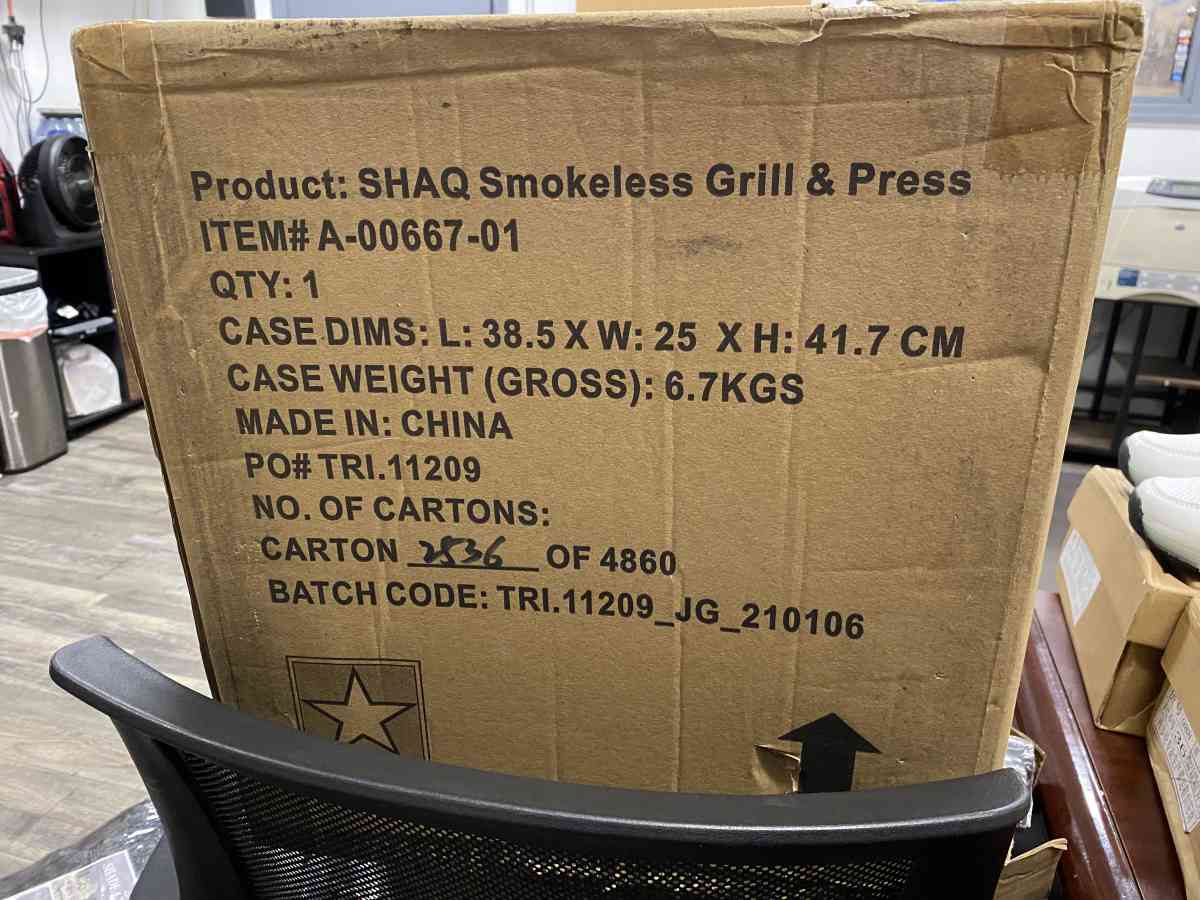 Product: SHAQ Smokeless Grill & Press
ITEM# A-00667-01
QTY: 1
CASE DIMS: L: 38.5 X W: 25 X H: 41.7 CM
CASE WEIGHT (GROSS): 6.7KGS
MADE IN: CHINA
PO# TRI.11209
NO. OF CARTONS:
CARTON 2536 OF 4860
BATCH CODE: TRI.11209_JG_210106